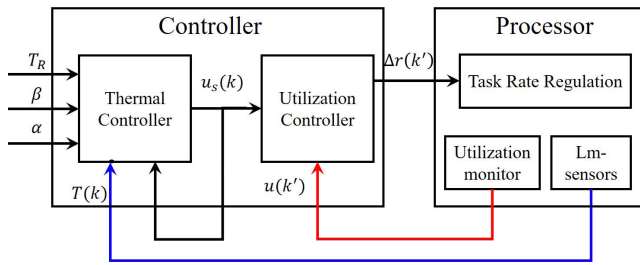 Controller
Processor
T_R
β
α
Thermal
Controller
u_s(k)
Utilization
Controller
Δr(k′)
Task Rate Regulation
Utilization
monitor
Lm-
sensors
T(k)
u(k′)